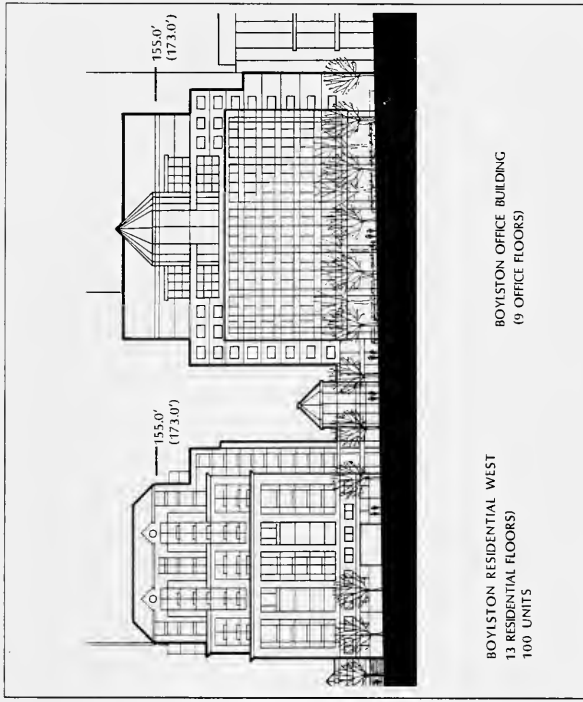 155.0'
(173.0')
155.0'
(173.0')
BOYLSTON RESIDENTIAL WEST
13 RESIDENTIAL FLOORS)
100 UNITS
BOYLSTON OFFICE BUILDING
(9 OFFICE FLOORS)